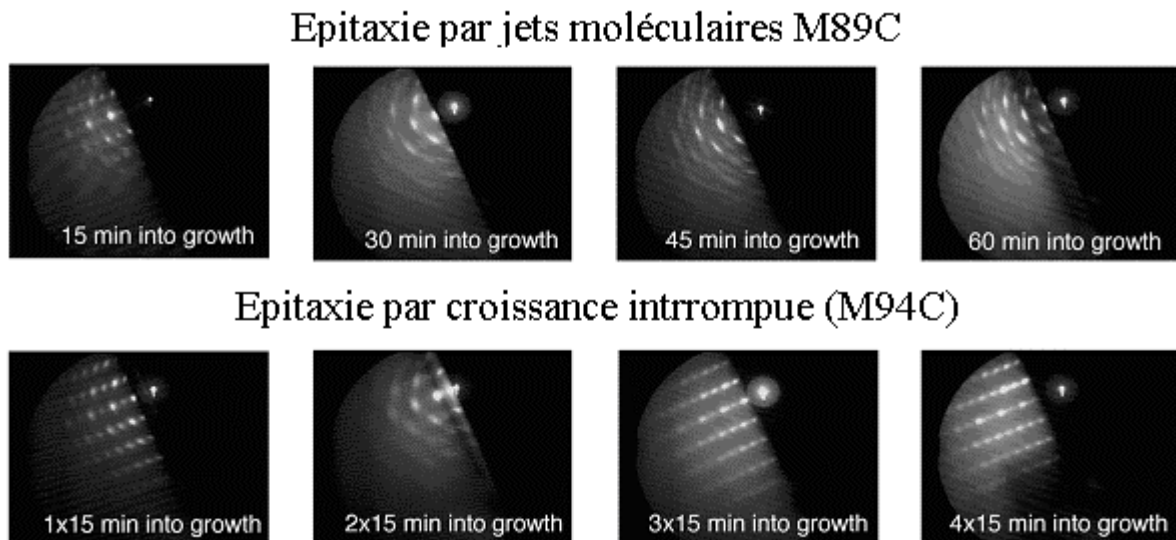 Epitaxie par jets moléculaires M89C
15 min into growth
30 min into growth
45 min into growth
60 min into growth
Epitaxie par croissance intrrompue (M94C)
1x15 min into growth
2x15 min into growth
3x15 min into growth
4x15 min into growth